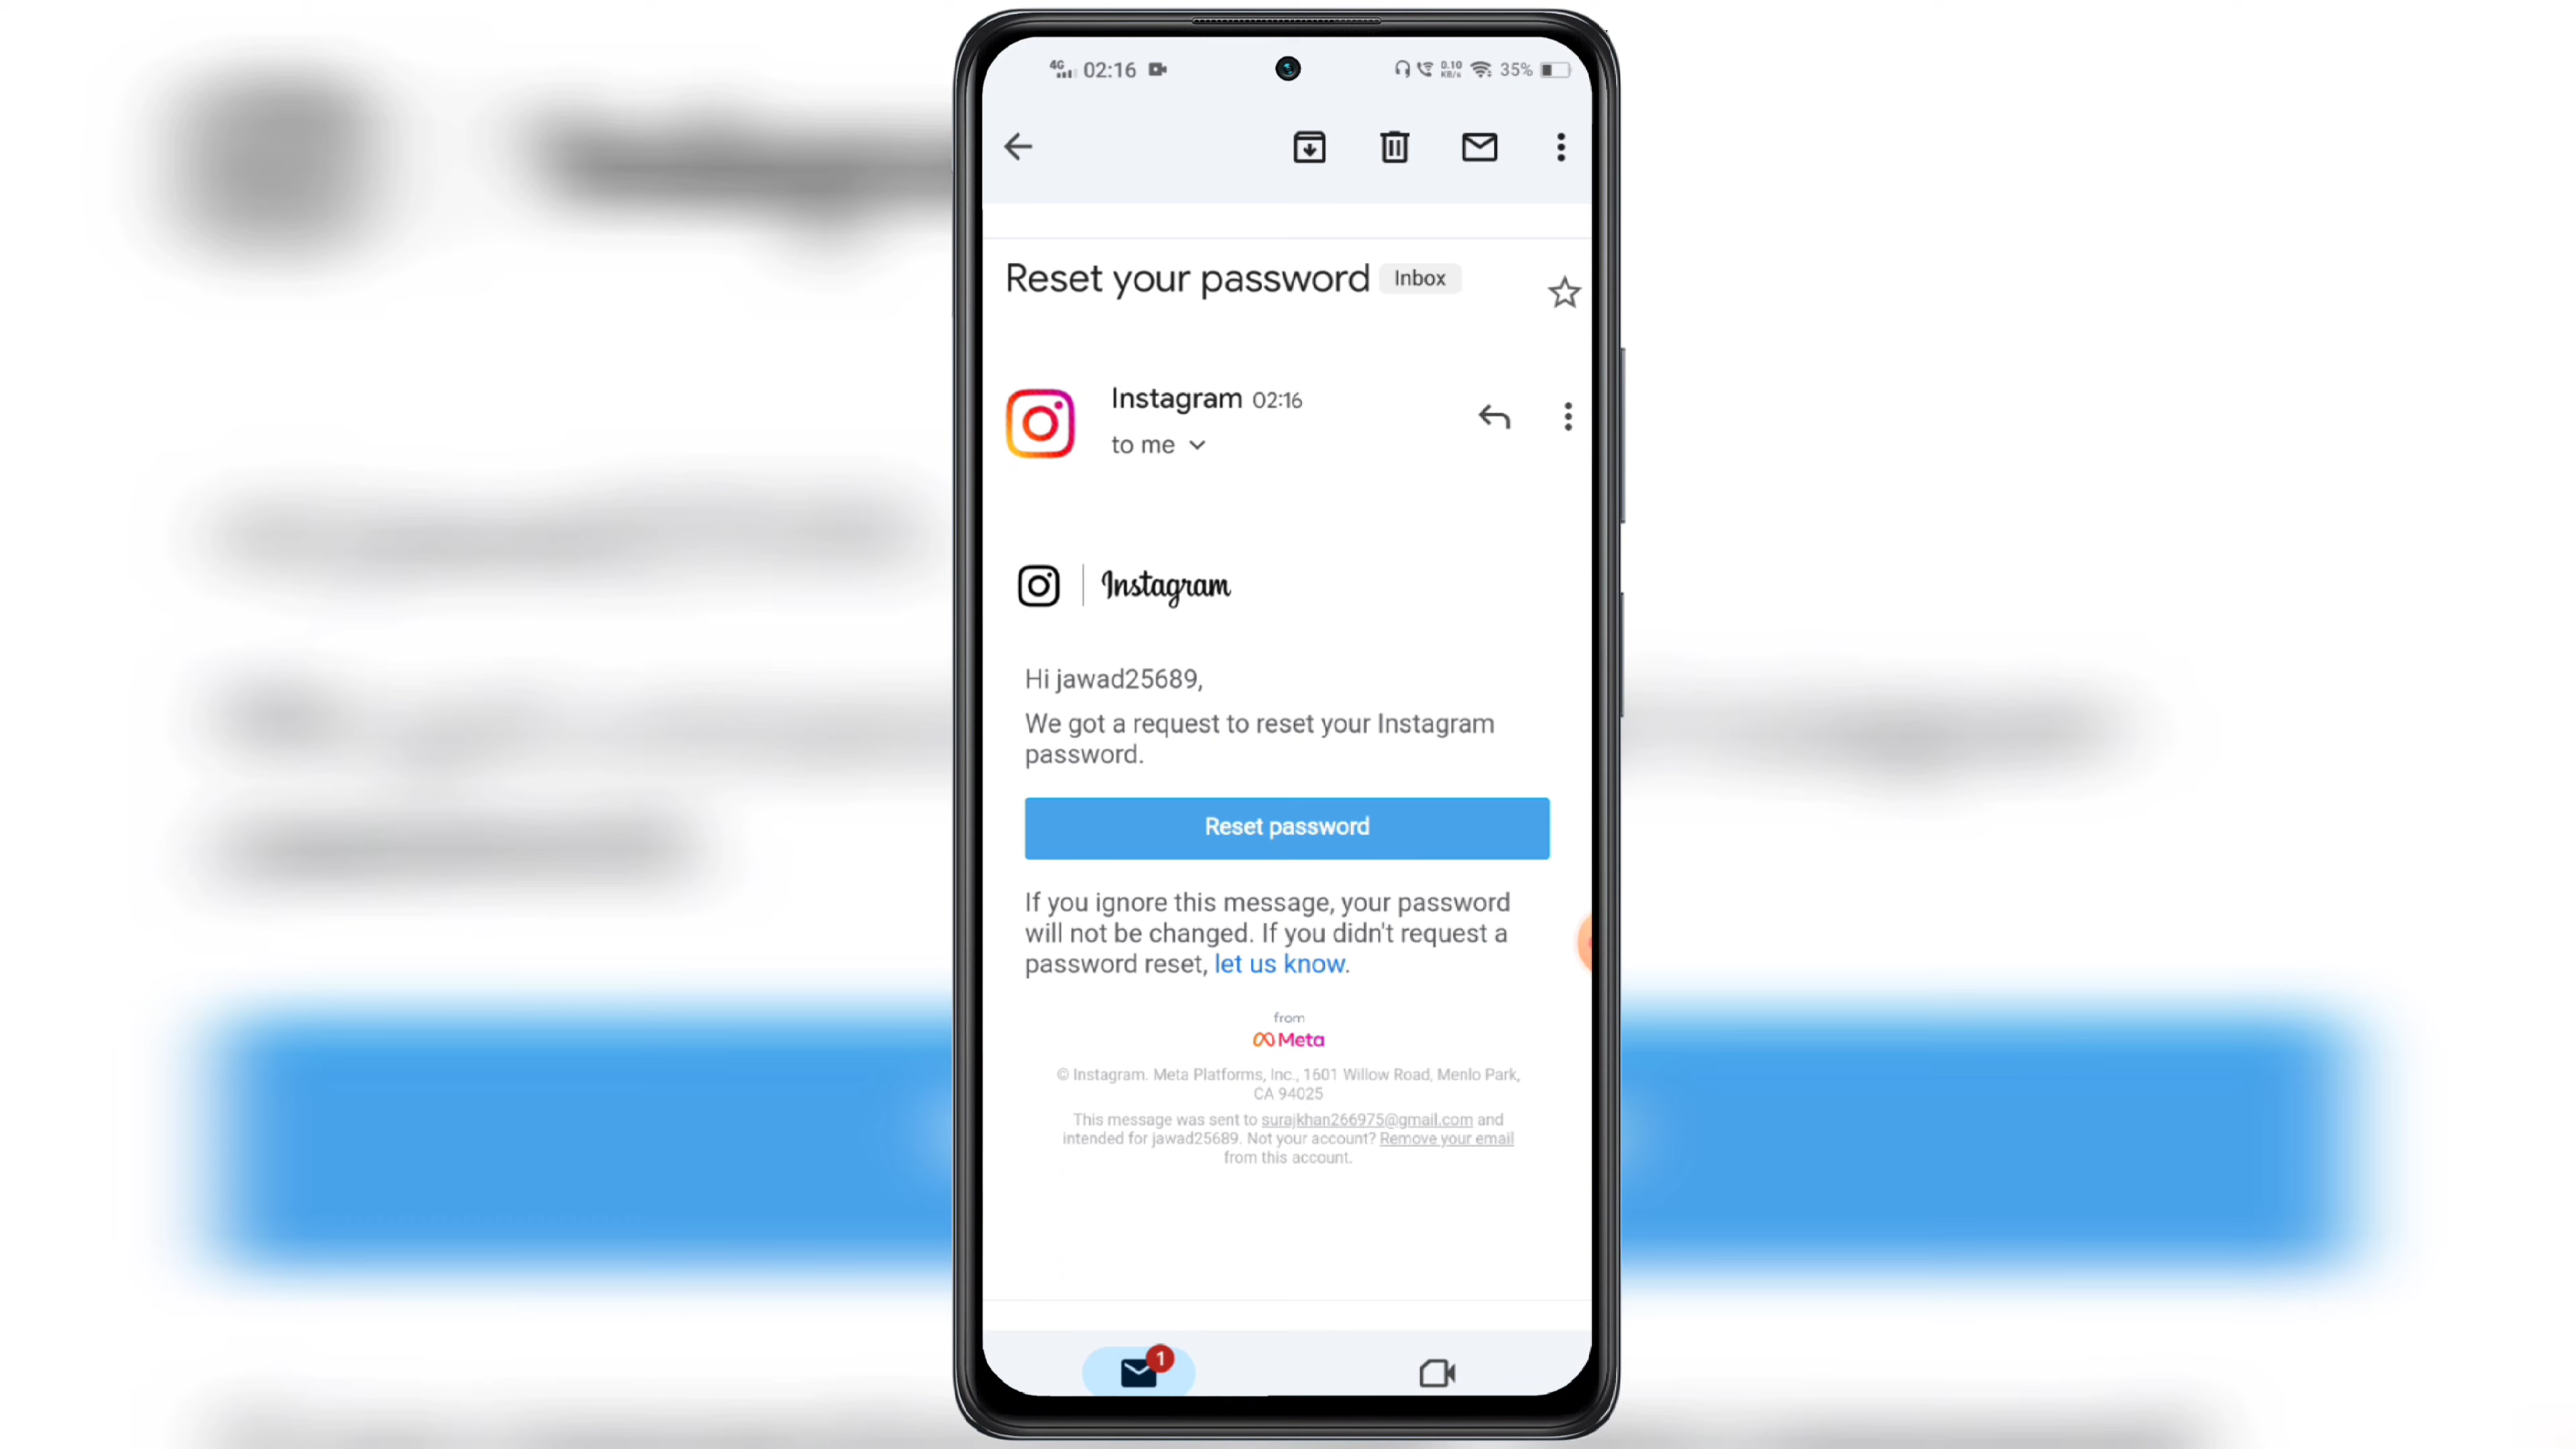 4G 02:16 0.10 KB/s 35%
Reset your password Inbox
Instagram 02:16
to me
Instagram
Hi jawad25689,
We got a request to reset your Instagram
password.
Reset password
If you ignore this message, your password
will not be changed. If you didn't request a
password reset, let us know.
from
Meta
© Instagram. Meta Platforms, Inc., 1601 Willow Road, Menlo Park,
CA 94025
This message was sent to surajkhan266975@gmail.com and
intended for jawad25689. Not your account? Remove your email
from this account.
1